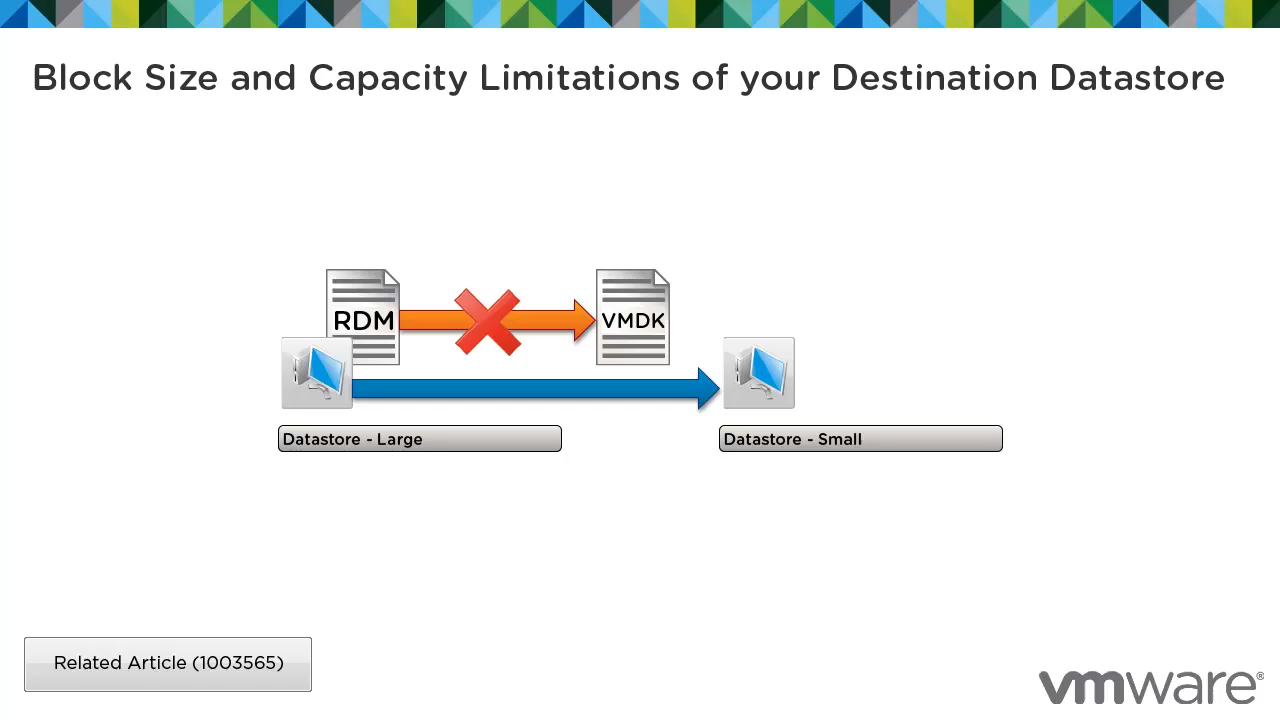 Block Size and Capacity Limitations of your Destination Datastore
RDM
VMDK
Datastore - Large
Datastore - Small
Related Article (1003565)
vmware®